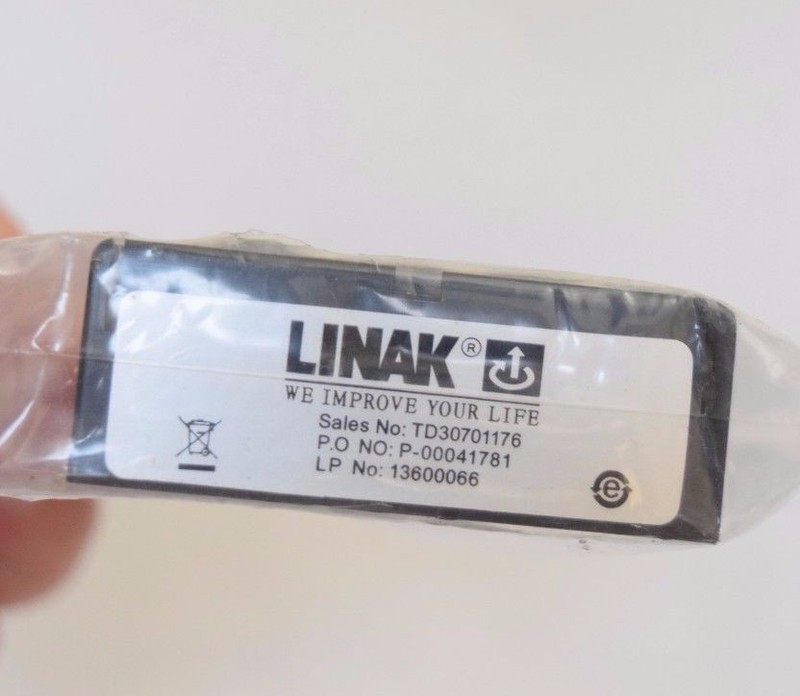 LINAK®
WE IMPROVE YOUR LIFE
Sales No: TD30701176
P.O NO: P-00041781
LP No: 13600066
e